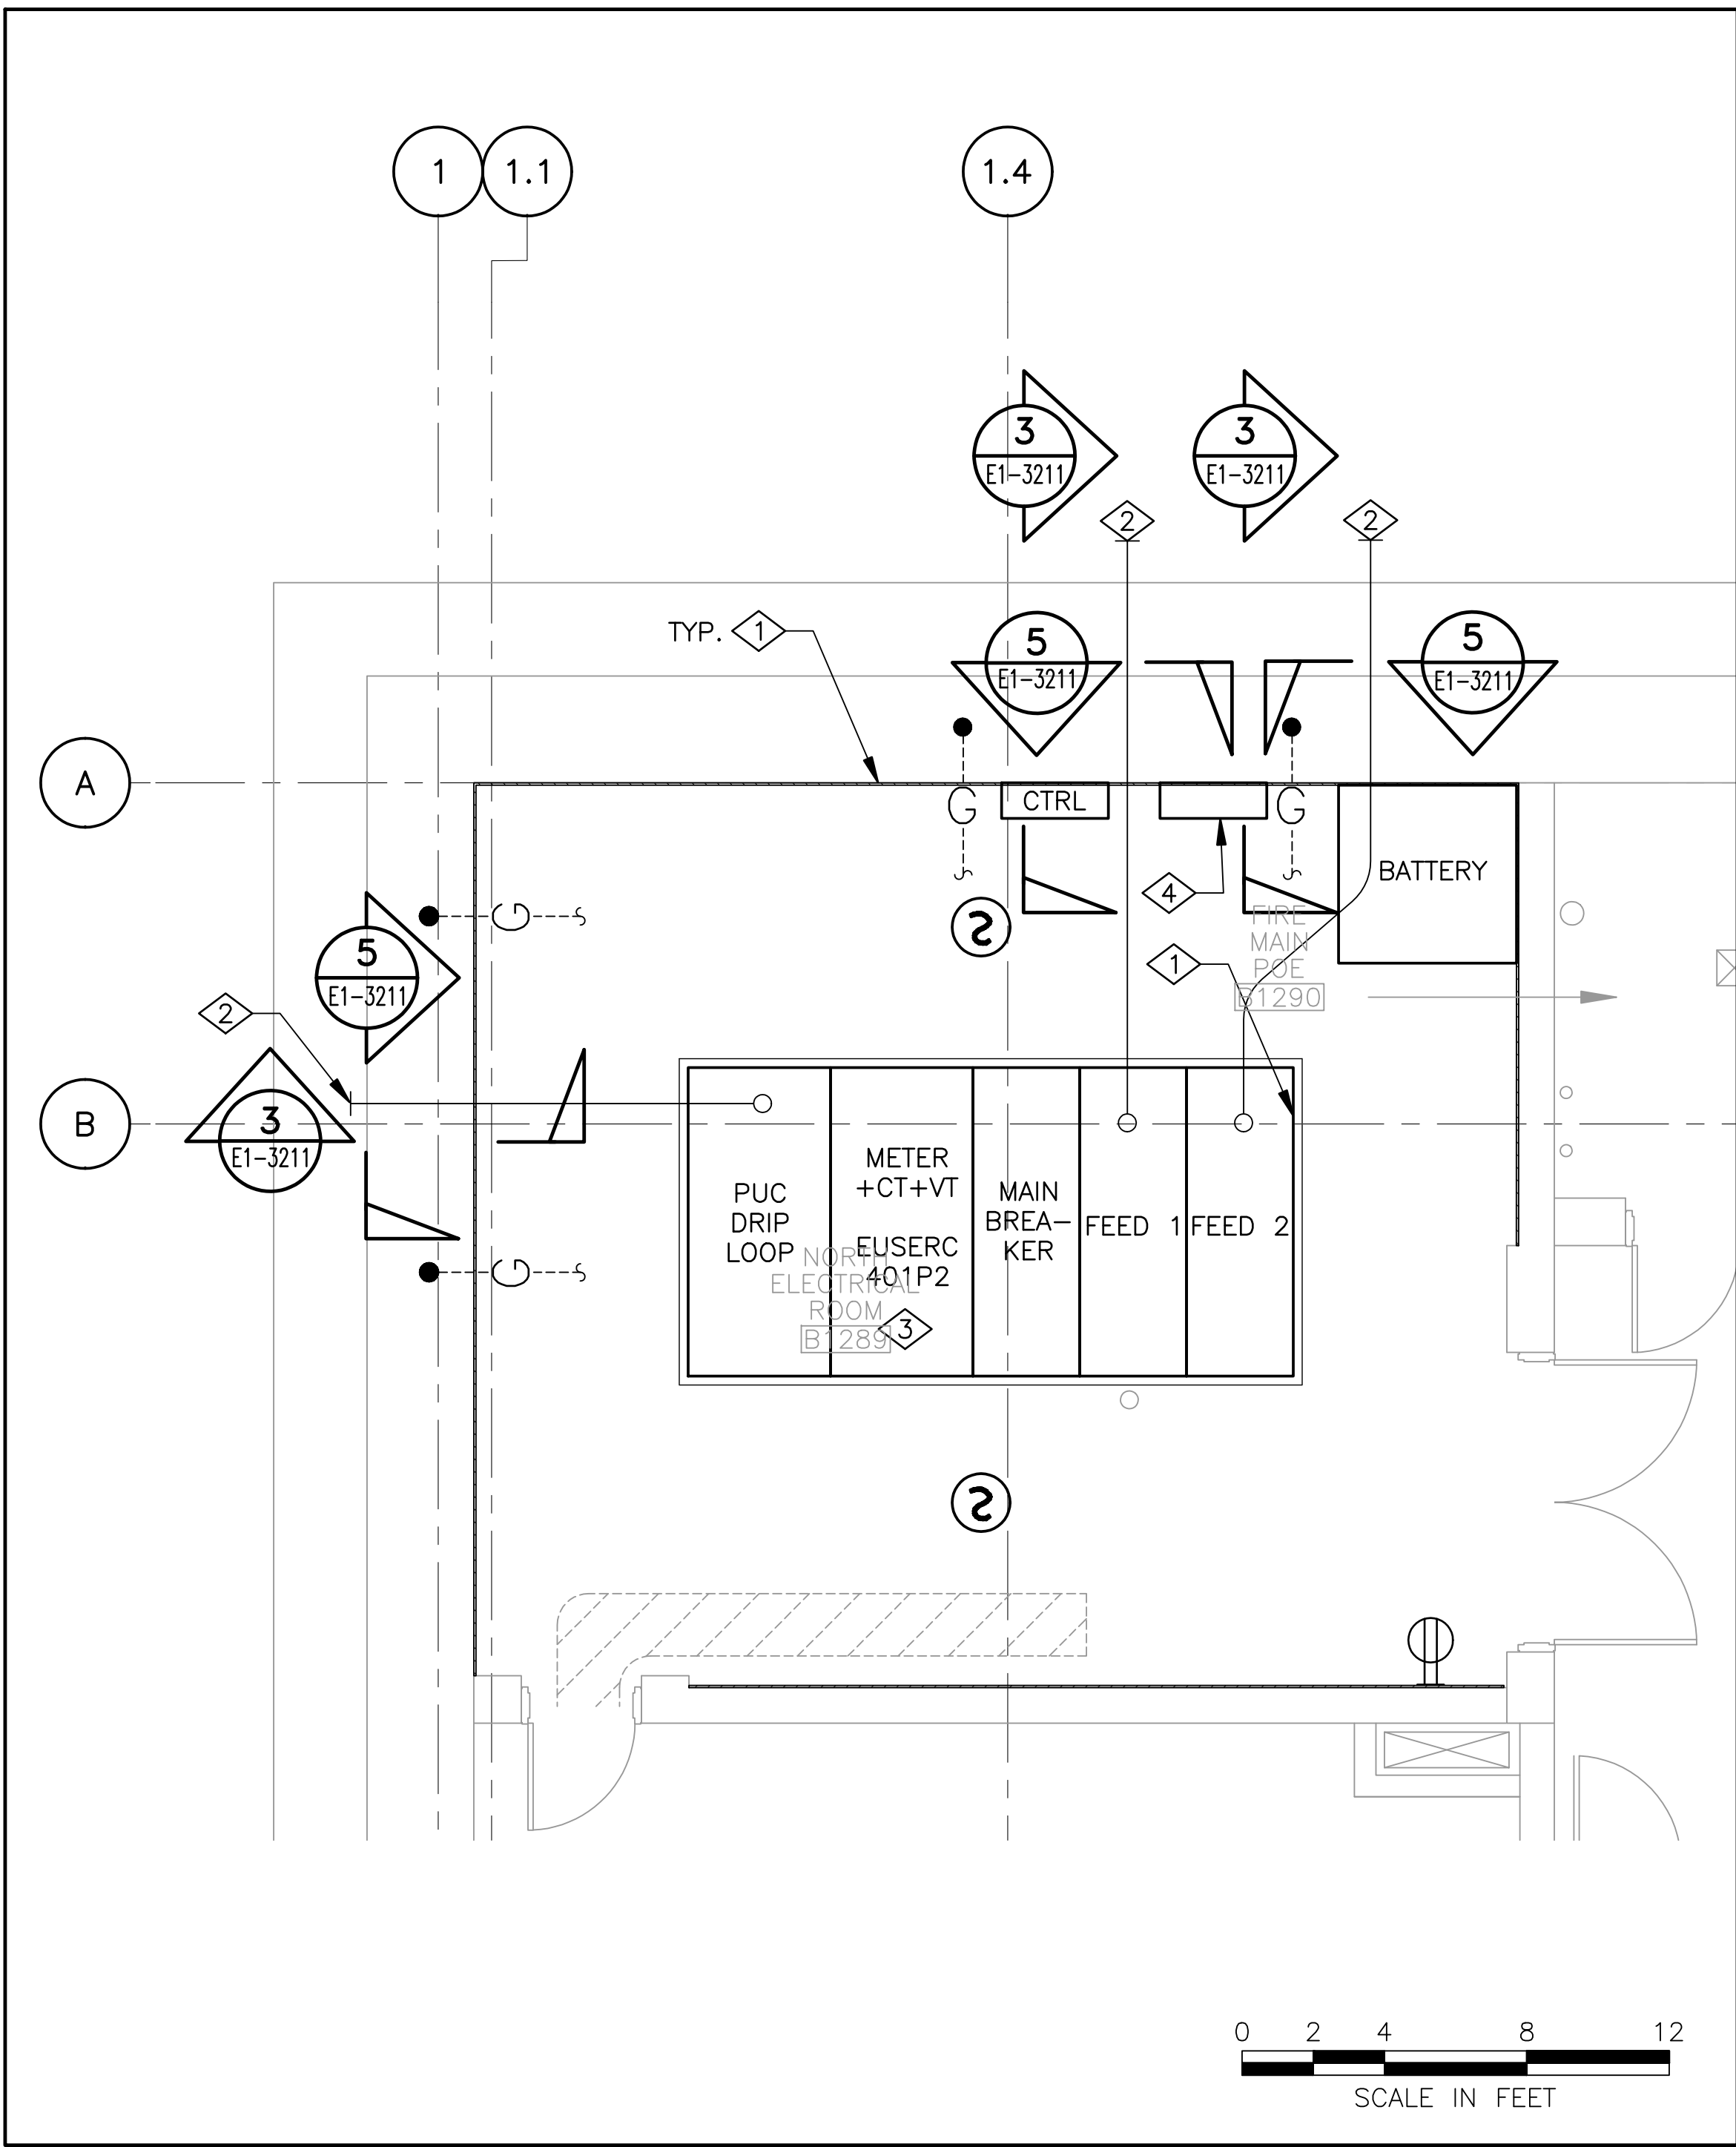 1
1.1
1.4
3
E1-3211
3
E1-3211
2
2
TYP. 1
5
E1-3211
5
E1-3211
A
G
CTRL
G
BATTERY
4
S
G
5
E1-3211
FIRE
MAIN
POE
B1290
1
2
B
3
E1-3211
PUC
DRIP
LOOP
METER
+CT+VT
EUSERC
401P2
3
MAIN
BREA-
KER
FEED 1
FEED 2
NORTH
ELECTRICAL
ROOM
B1289
G
S
0 2 4 8 12
SCALE IN FEET